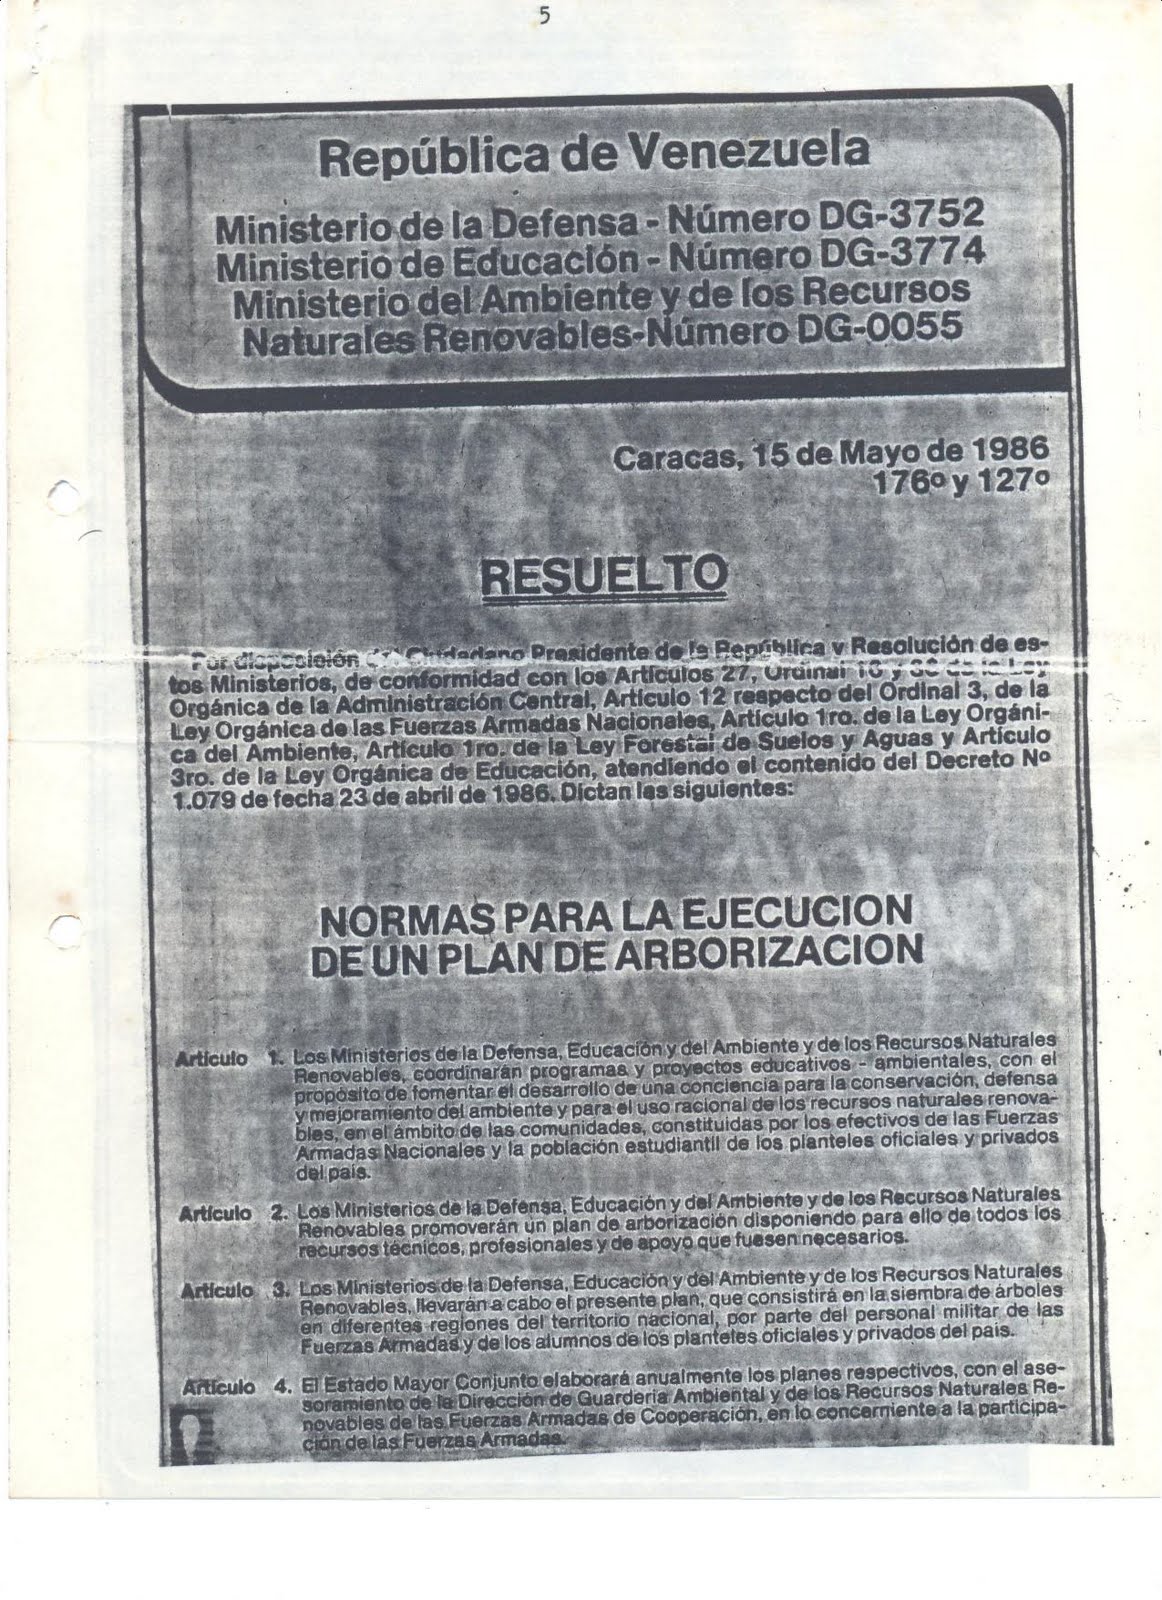 5
República de Venezuela
Ministerio de la Defensa - Número DG-3752
Ministerio de Educación - Número DG-3774
Ministerio del Ambiente y de los Recursos
Naturales Renovables-Número DG-0055
Caracas, 15 de Mayo de 1986
176º y 127º
RESUELTO
Por disposición del Ciudadano Presidente de la República y Resolución de es-
tos Ministerios, de conformidad con los Artículos 27, Ordinal y de la Ley
Orgánica de la Administración Central, Artículo 12 respecto del Ordinal 3, de la
Ley Orgánica de las Fuerzas Armadas Nacionales, Artículo 1ro. de la Ley Orgáni-
ca del Ambiente, Artículo 1ro. de la Ley Forestal de Suelos y Aguas y Artículo
3ro. de la Ley Orgánica de Educación, atendiendo el contenido del Decreto Nº
1.079 de fecha 23 de abril de 1986. Dictan las siguientes:
NORMAS PARA LA EJECUCION
DE UN PLAN DE ARBORIZACION
Artículo 1. Los Ministerios de la Defensa, Educación y del Ambiente y de los Recursos Naturales
Renovables, coordinarán programas y proyectos educativos - ambientales, con el
propósito de fomentar el desarrollo de una conciencia para la conservación, defensa
y mejoramiento del ambiente y para el uso racional de los recursos naturales renova-
bles, en el ámbito de las comunidades, constituidas por los efectivos de las Fuerzas
Armadas Nacionales y la población estudiantil de los planteles oficiales y privados
del país.
Artículo 2. Los Ministerios de la Defensa, Educación y del Ambiente y de los Recursos Naturales
Renovables promoverán un plan de arborización disponiendo para ello de todos los
recursos técnicos, profesionales y de apoyo que fuesen necesarios.
Artículo 3. Los Ministerios de la Defensa, Educación y del Ambiente y de los Recursos Naturales
Renovables, llevarán a cabo el presente plan, que consistirá en la siembra de árboles
en diferentes regiones del territorio nacional, por parte del personal militar de las
Fuerzas Armadas y de los alumnos de los planteles oficiales y privados del país.
Artículo 4. El Estado Mayor Conjunto elaborará anualmente los planes respectivos, con el ase-
soramiento de la Dirección de Guardería Ambiental y de los Recursos Naturales Re-
novables de las Fuerzas Armadas de Cooperación, en lo concerniente a la participa-
ción de las Fuerzas Armadas.